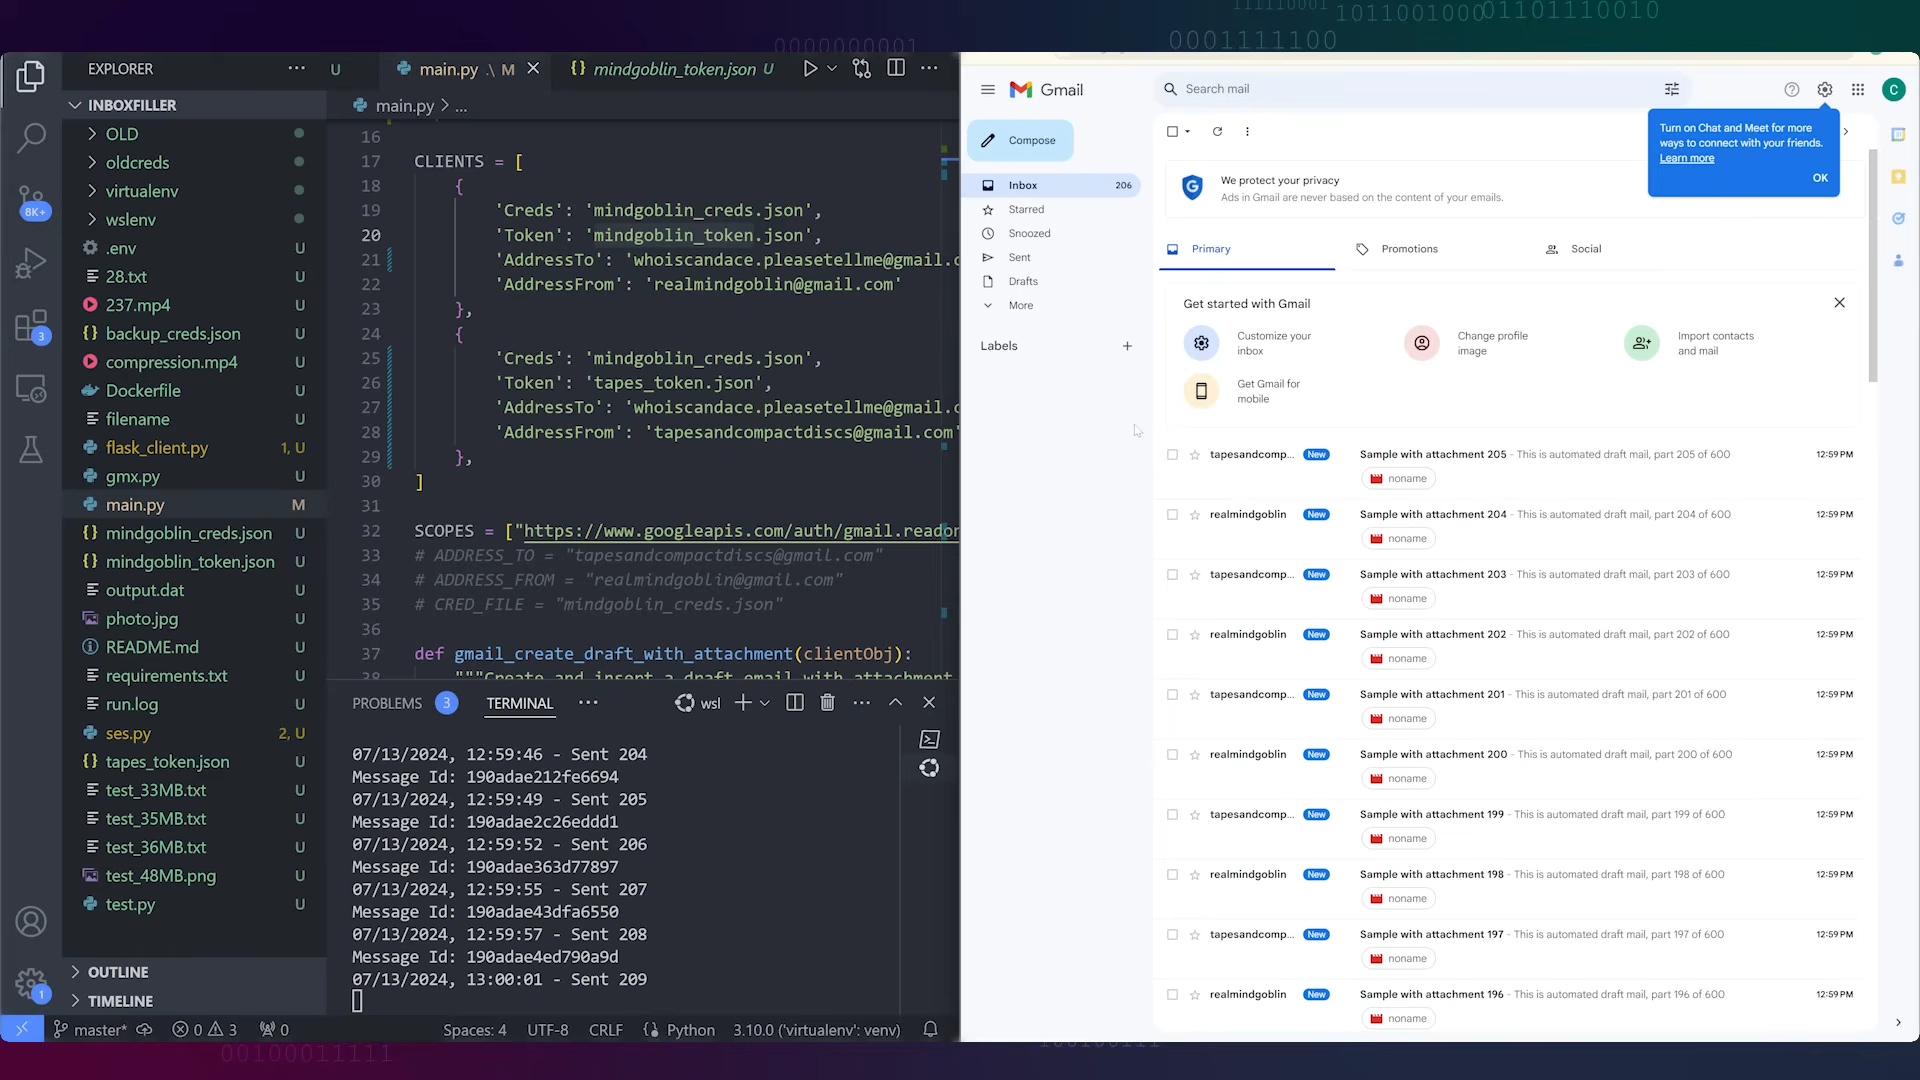 111110001
1011001000
01101110010
0001111100
0000000001
EXPLORER
U
main.py .\ M
{} mindgoblin_token.json U
INBOXFILLER
main.py > ...
OLD
oldcreds
virtualenv
wslenv
.env U
28.txt U
237.mp4 U
{} backup_creds.json U
compression.mp4 U
Dockerfile U
filename U
flask_client.py 1, U
gmx.py U
main.py M
{} mindgoblin_creds.json U
{} mindgoblin_token.json U
output.dat U
photo.jpg U
README.md U
requirements.txt U
run.log U
ses.py 2, U
{} tapes_token.json U
test_33MB.txt U
test_35MB.txt U
test_36MB.txt U
test_48MB.png U
test.py U
OUTLINE
TIMELINE
8K+
3
1
16
17 CLIENTS = [
18 {
19 'Creds': 'mindgoblin_creds.json',
20 'Token': 'mindgoblin_token.json',
21 'AddressTo': 'whoiscandace.pleasetellme@gmail.c
22 'AddressFrom': 'realmindgoblin@gmail.com'
23 },
24 {
25 'Creds': 'mindgoblin_creds.json',
26 'Token': 'tapes_token.json',
27 'AddressTo': 'whoiscandace.pleasetellme@gmail.c
28 'AddressFrom': 'tapesandcompactdiscs@gmail.com'
29 },
30 ]
31
32 SCOPES = ["https://www.googleapis.com/auth/gmail.readon
33 # ADDRESS_TO = "tapesandcompactdiscs@gmail.com"
34 # ADDRESS_FROM = "realmindgoblin@gmail.com"
35 # CRED_FILE = "mindgoblin_creds.json"
36
37 def gmail_create_draft_with_attachment(clientObj):
38 """Create and insert a draft email with attachment
PROBLEMS 3 TERMINAL wsl
07/13/2024, 12:59:46 - Sent 204
Message Id: 190adae212fe6694
07/13/2024, 12:59:49 - Sent 205
Message Id: 190adae2c26eddd1
07/13/2024, 12:59:52 - Sent 206
Message Id: 190adae363d77897
07/13/2024, 12:59:55 - Sent 207
Message Id: 190adae43dfa6550
07/13/2024, 12:59:57 - Sent 208
Message Id: 190adae4ed790a9d
07/13/2024, 13:00:01 - Sent 209
master* 0 3 0 Spaces: 4 UTF-8 CRLF Python 3.10.0 ('virtualenv': venv)
Gmail
Search mail
C
Compose
Inbox 206
Starred
Snoozed
Sent
Drafts
More
Labels +
Turn on Chat and Meet for more
ways to connect with your friends.
Learn more
OK
G
We protect your privacy
Ads in Gmail are never based on the content of your emails.
Primary Promotions Social
Get started with Gmail
Customize your
inbox
Change profile
image
Import contacts
and mail
Get Gmail for
mobile
tapesandcomp... New Sample with attachment 205 - This is automated draft mail, part 205 of 600 12:59 PM
noname
realmindgoblin New Sample with attachment 204 - This is automated draft mail, part 204 of 600 12:59 PM
noname
tapesandcomp... New Sample with attachment 203 - This is automated draft mail, part 203 of 600 12:59 PM
noname
realmindgoblin New Sample with attachment 202 - This is automated draft mail, part 202 of 600 12:59 PM
noname
tapesandcomp... New Sample with attachment 201 - This is automated draft mail, part 201 of 600 12:59 PM
noname
realmindgoblin New Sample with attachment 200 - This is automated draft mail, part 200 of 600 12:59 PM
noname
tapesandcomp... New Sample with attachment 199 - This is automated draft mail, part 199 of 600 12:59 PM
noname
realmindgoblin New Sample with attachment 198 - This is automated draft mail, part 198 of 600 12:59 PM
noname
tapesandcomp... New Sample with attachment 197 - This is automated draft mail, part 197 of 600 12:59 PM
noname
realmindgoblin New Sample with attachment 196 - This is automated draft mail, part 196 of 600 12:59 PM
noname
00100011111